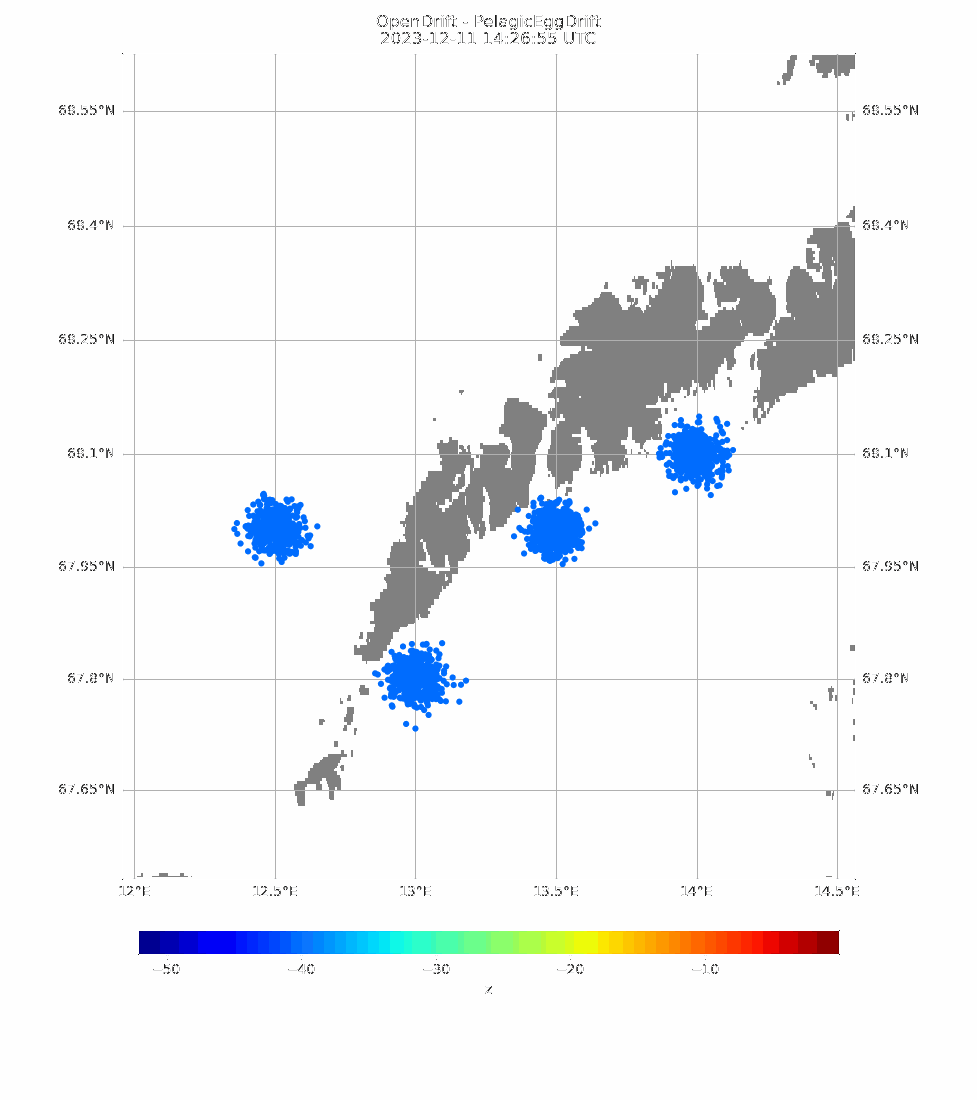 OpenDrift - PelagicEggDrift
2023-12-11 14:26:55 UTC
68.55°N 68.55°N
68.4°N 68.4°N
68.25°N 68.25°N
68.1°N 68.1°N
67.95°N 67.95°N
67.8°N 67.8°N
67.65°N 67.65°N
12°E 12.5°E 13°E 13.5°E 14°E 14.5°E
−50 −40 −30 −20 −10
z